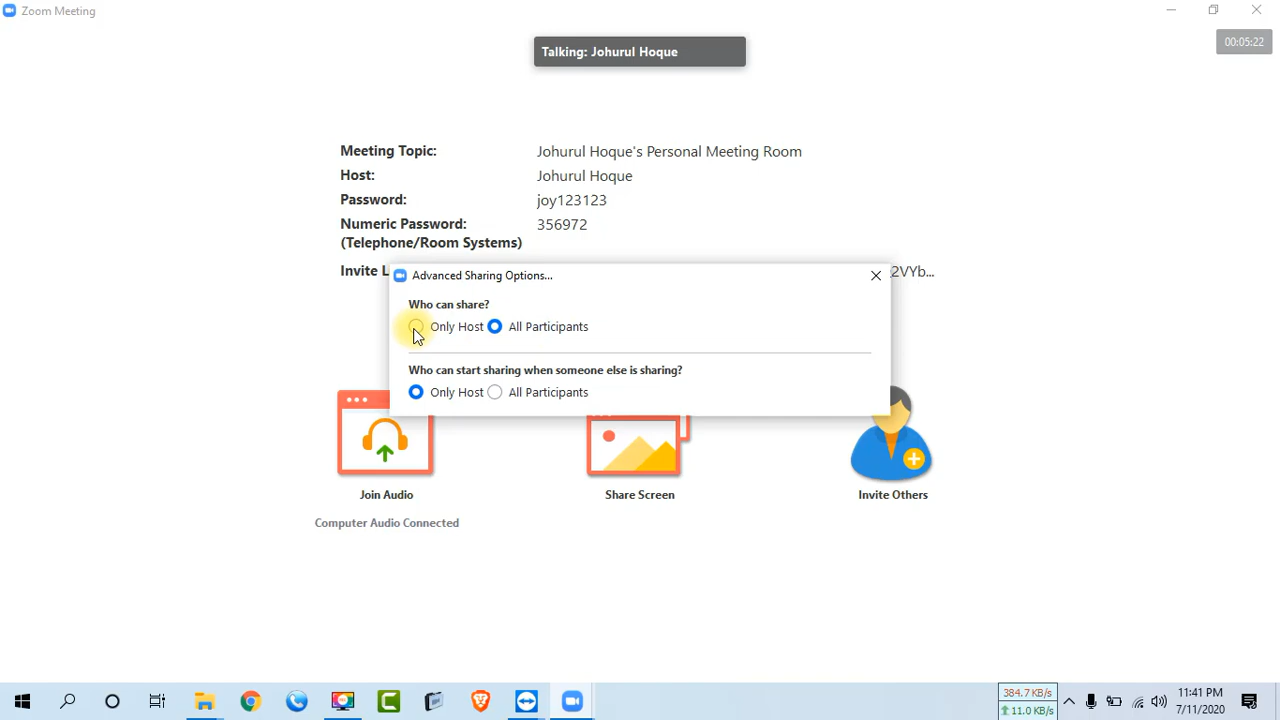 Zoom Meeting
Talking: Johurul Hoque
00:05:22
Meeting Topic: Johurul Hoque's Personal Meeting Room
Host: Johurul Hoque
Password: joy123123
Numeric Password: 356972
(Telephone/Room Systems)
Invite L 2VYb...
Advanced Sharing Options...
Who can share?
Only Host All Participants
Who can start sharing when someone else is sharing?
Only Host All Participants
Join Audio Share Screen Invite Others
Computer Audio Connected
384.7 KB/s
11.0 KB/s
11:41 PM
7/11/2020